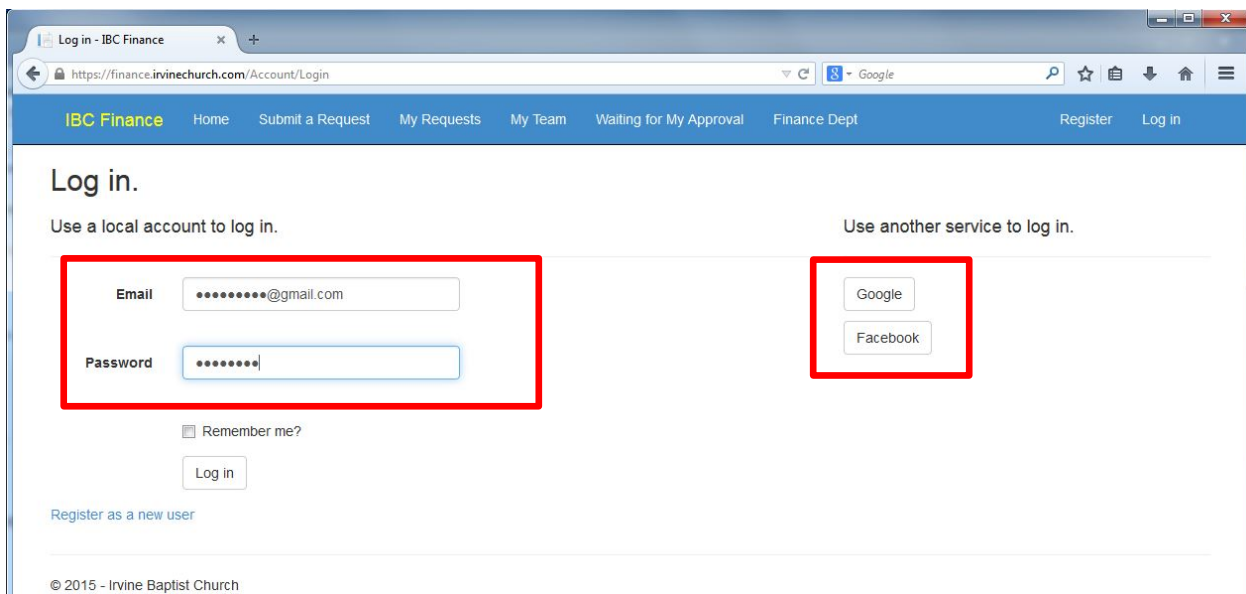 Log in - IBC Finance
https://finance.irvinechurch.com/Account/Login
Google
IBC Finance Home Submit a Request My Requests My Team Waiting for My Approval Finance Dept Register Log in
Log in.
Use a local account to log in.
Use another service to log in.
Email ●●●●●●●●●@gmail.com
Google
Facebook
Password ●●●●●●●●
Remember me?
Log in
Register as a new user
© 2015 - Irvine Baptist Church